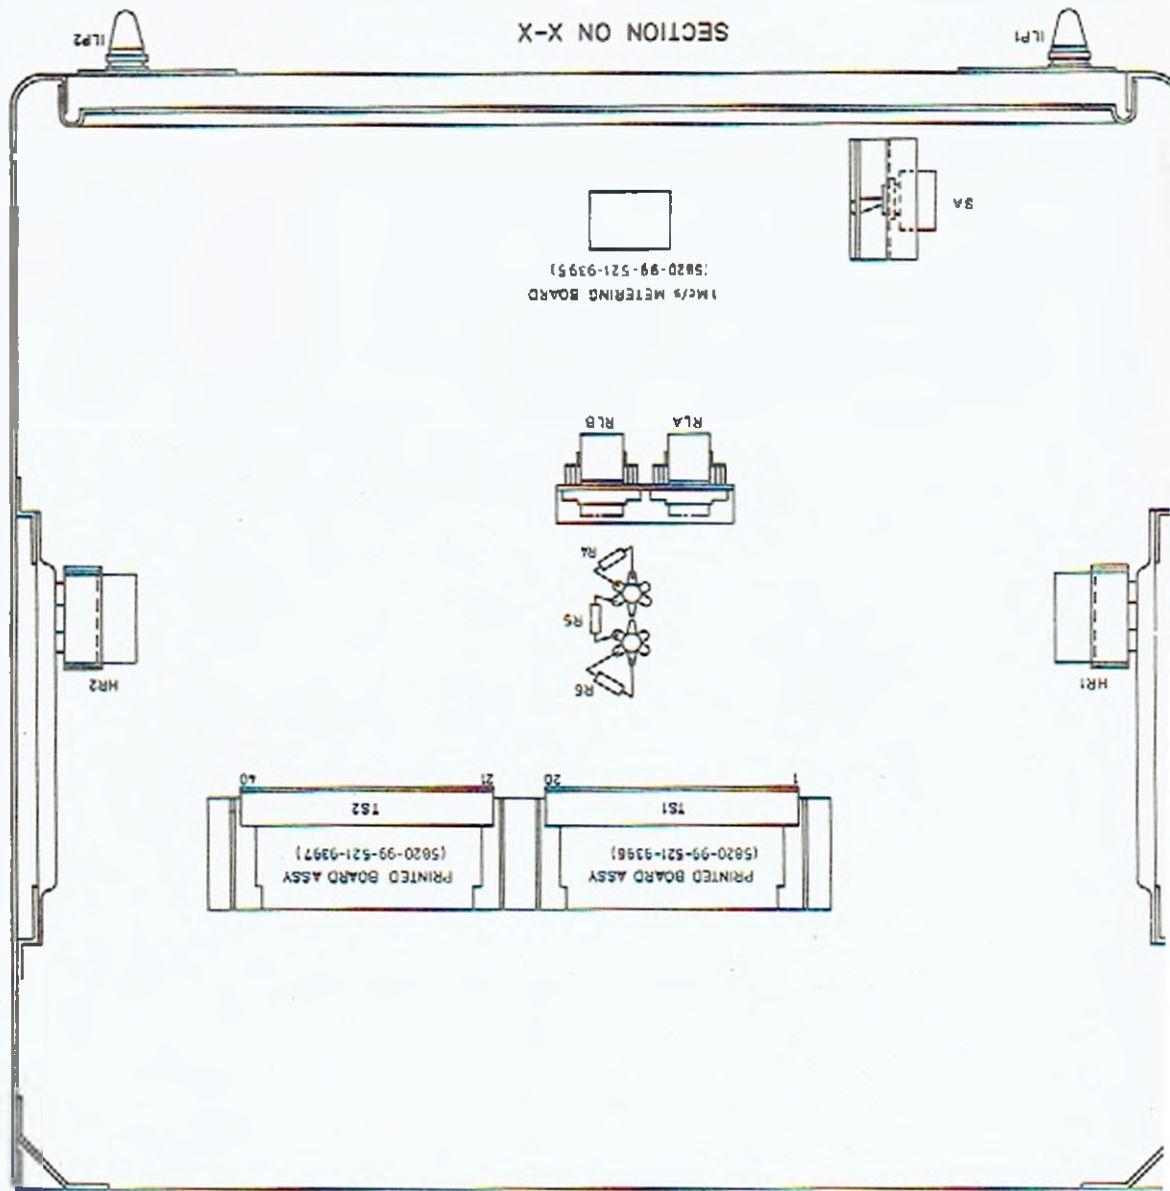 PRINTED BOARD ASSY
(5820-99-521-9396)
TS1
1
20
PRINTED BOARD ASSY
(5820-99-521-9397)
TS2
21
40
HR1
R6
HR2
R5
R4
RLA
RLB
1Mc/s METERING BOARD
(5820-99-521-9395)
SA
ILP1
SECTION ON X-X
ILP2